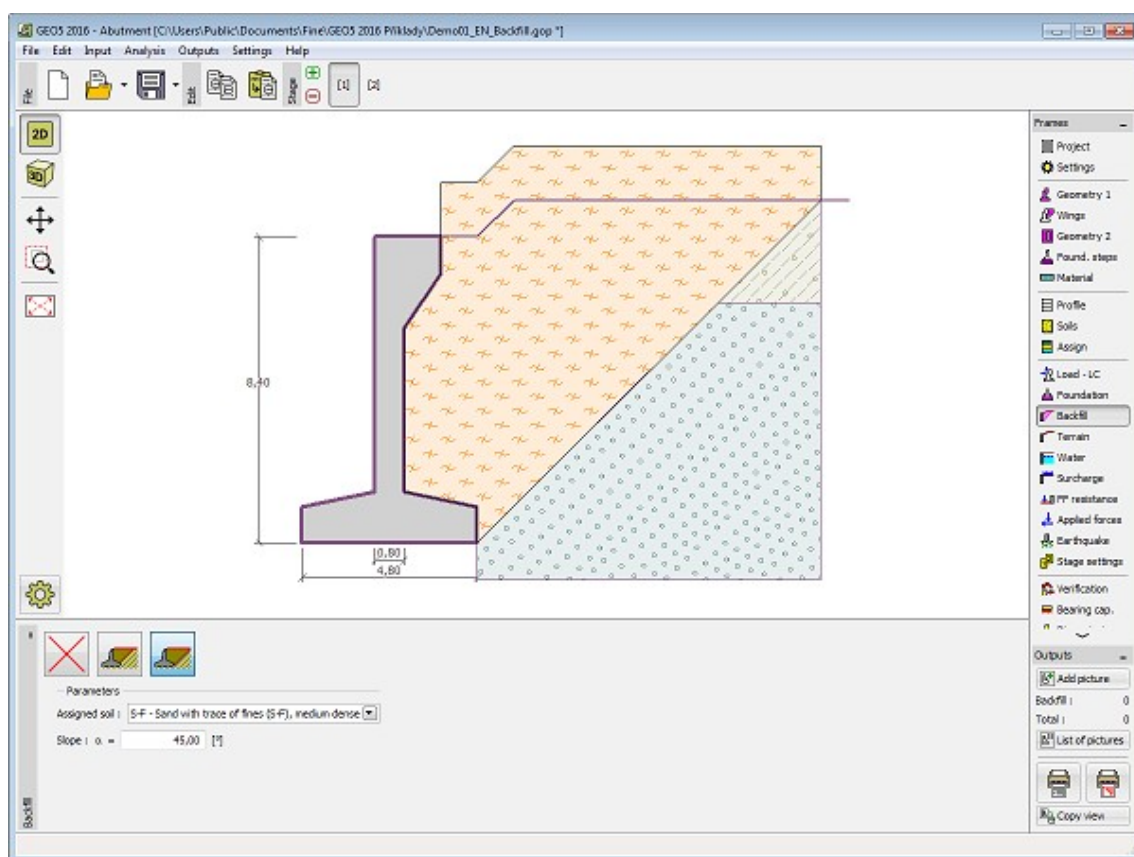 GEO5 2016 - Abutment [C:\Users\Public\Documents\Fine\GEO5 2016 Příklady\Demo01_EN_Backfill.gop *]
File Edit Input Analysis Outputs Settings Help
File
Edit
Stage
[1] [2]
2D
3D
8,40
0,80
4,80
Frames
Project
Settings
Geometry 1
Wings
Geometry 2
Found. steps
Material
Profile
Soils
Assign
Load - LC
Foundation
Backfill
Terrain
Water
Surcharge
FF resistance
Applied forces
Earthquake
Stage settings
Verification
Bearing cap.
Outputs
Add picture
Backfill : 0
Total : 0
List of pictures
Copy view
Backfill
Parameters
Assigned soil : S-F - Sand with trace of fines (S-F), medium dense
Slope : α = 45,00 [°]